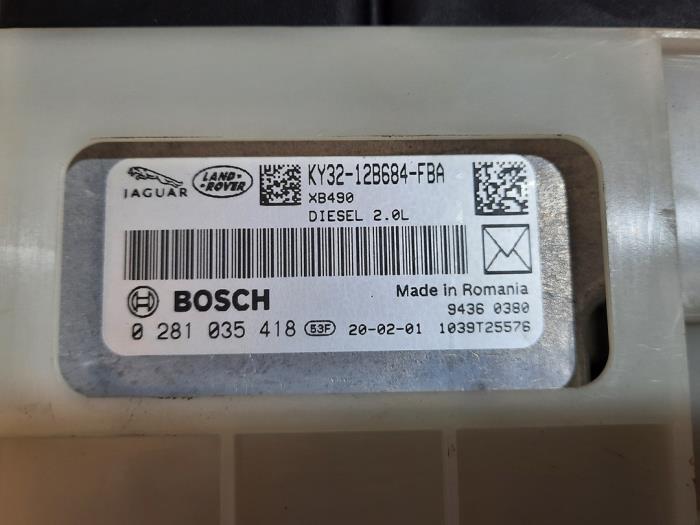 JAGUAR
LAND-
-ROVER
KY32-12B684-FBA
XB490
DIESEL 2.0L
BOSCH
Made in Romania
9436 0380
0 281 035 418 53F 20-02-01 1039T25576